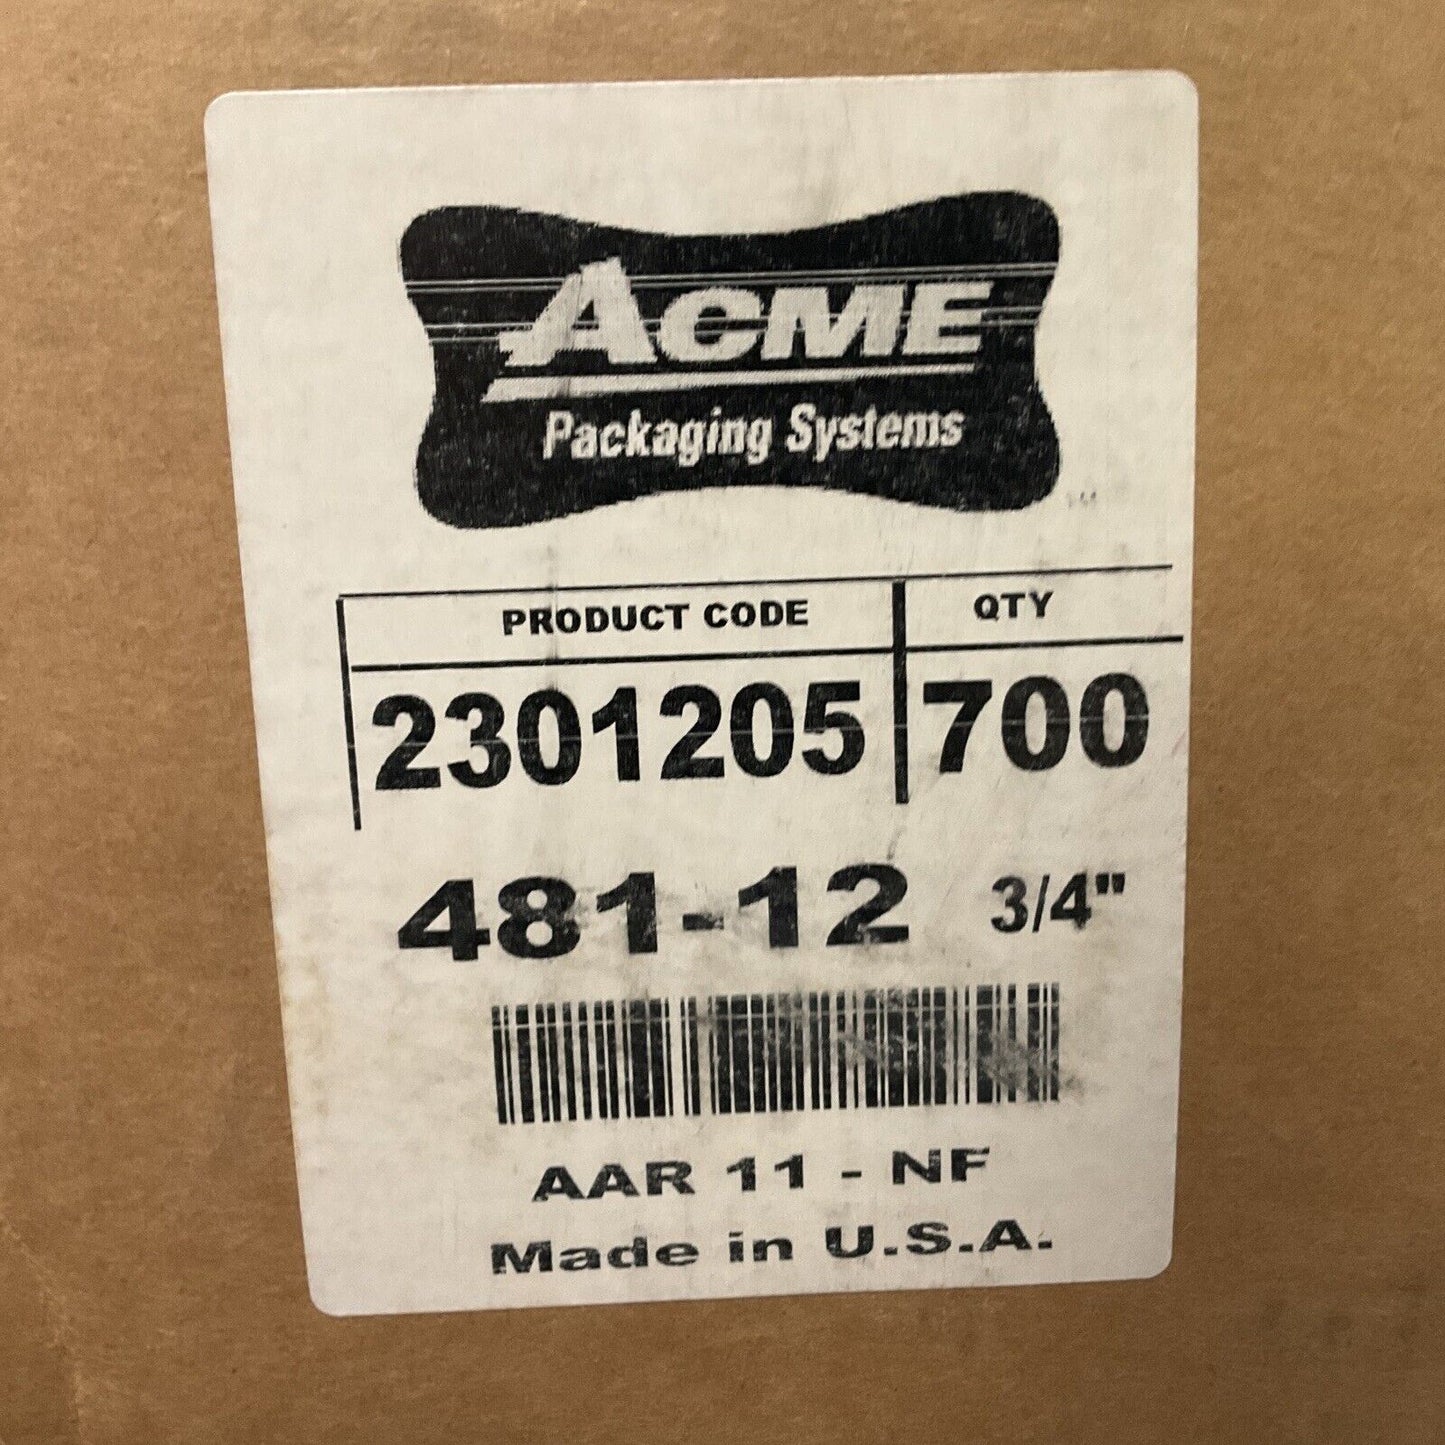 ACME
Packaging Systems
PRODUCT CODE QTY
2301205 700
481-12 3/4"
AAR 11 - NF
Made in U.S.A.